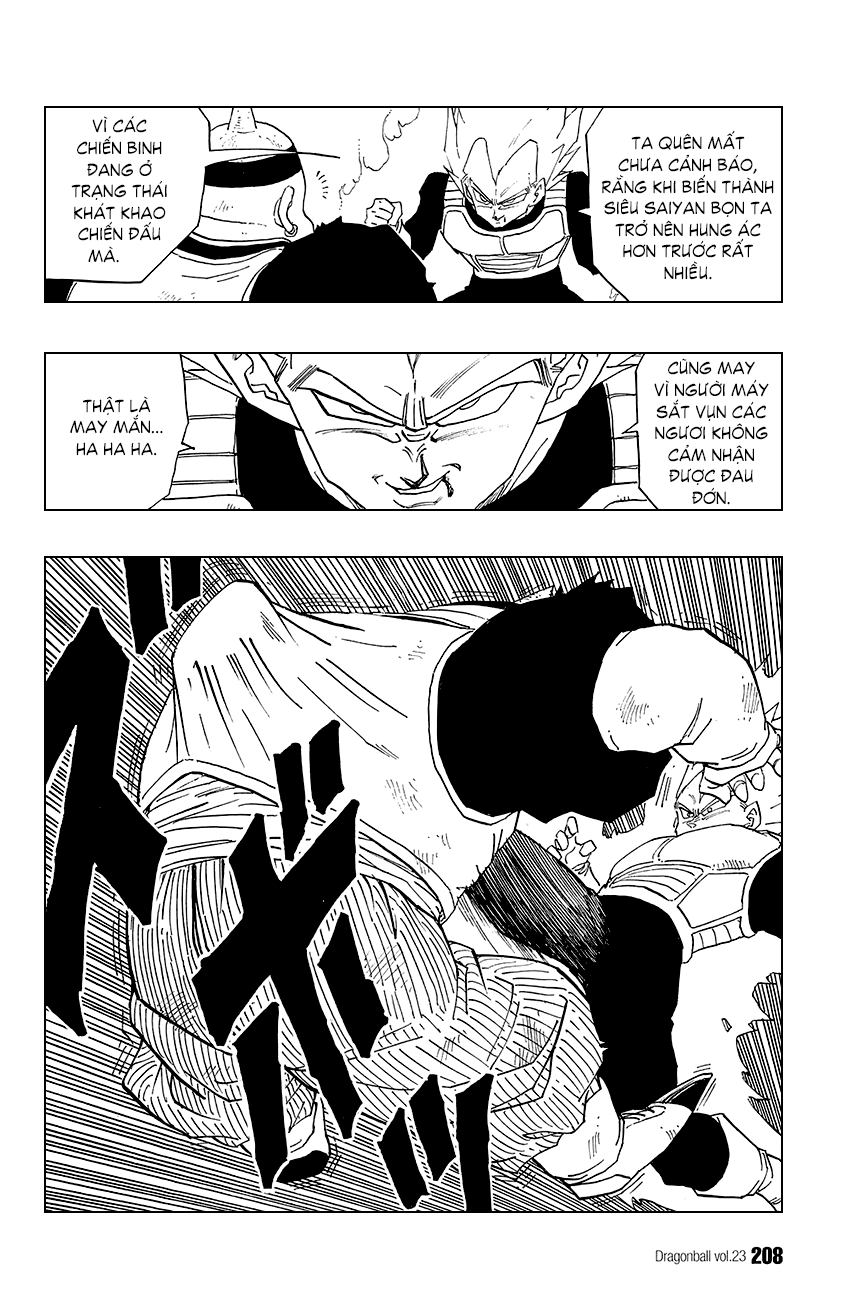 TA QUÊN MẤT
CHƯA CẢNH BÁO,
RẰNG KHI BIẾN THÀNH
SIÊU SAIYAN BỌN TA
TRỞ NÊN HUNG ÁC
HƠN TRƯỚC RẤT
NHIỀU.
VÌ CÁC
CHIẾN BINH
ĐANG Ở
TRẠNG THÁI
KHÁT KHAO
CHIẾN ĐẤU
MÀ.
CŨNG MAY
VÌ NGƯỜI MÁY
SẮT VỤN CÁC
NGƯƠI KHÔNG
CẢM NHẬN
ĐƯỢC ĐAU
ĐỚN.
THẬT LÀ
MAY MẮN...
HA HA HA.
ドドドッ
Dragonball vol.23 208